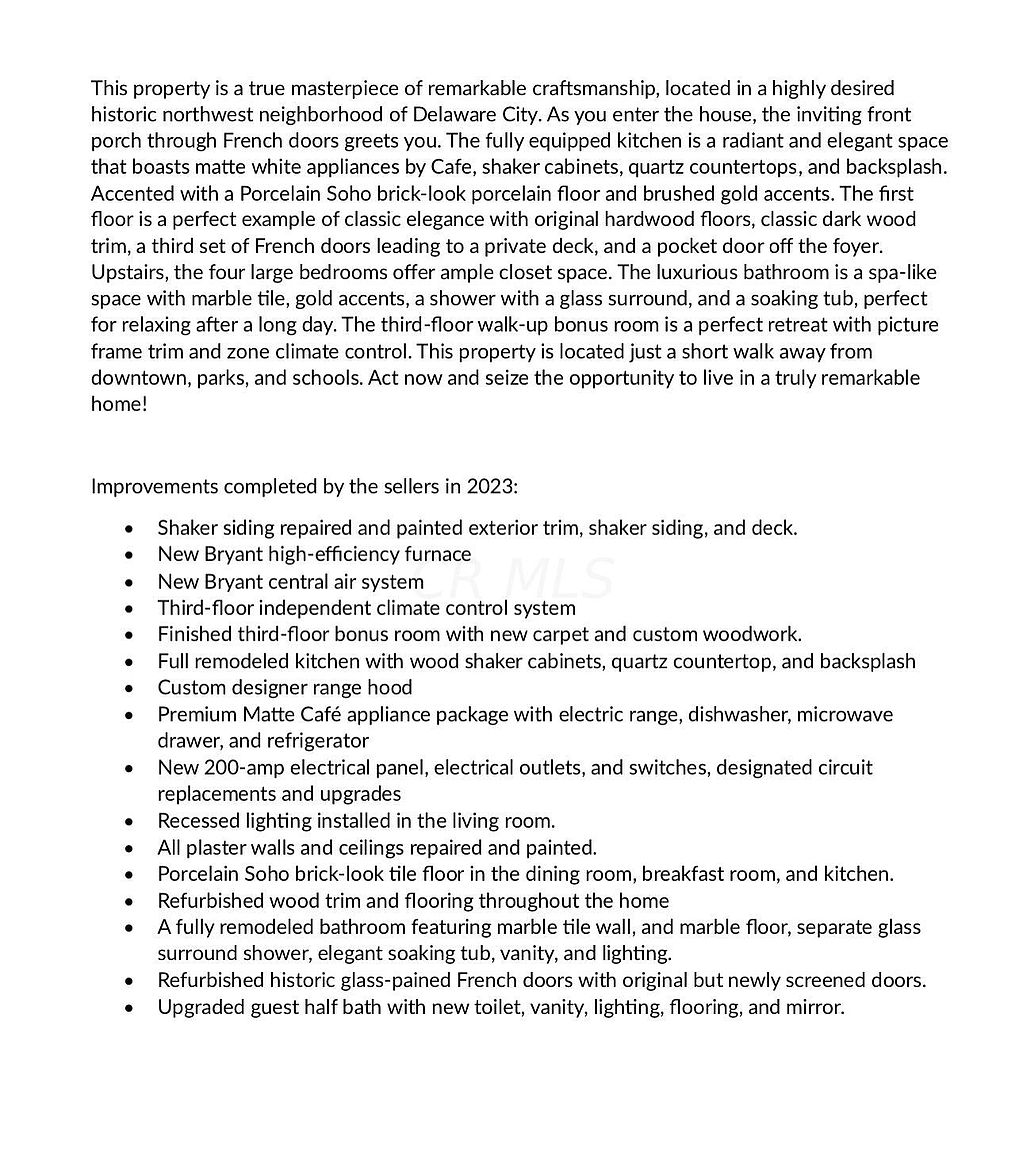 This property is a true masterpiece of remarkable craftsmanship, located in a highly desired
historic northwest neighborhood of Delaware City. As you enter the house, the inviting front
porch through French doors greets you. The fully equipped kitchen is a radiant and elegant space
that boasts matte white appliances by Cafe, shaker cabinets, quartz countertops, and backsplash.
Accented with a Porcelain Soho brick-look porcelain floor and brushed gold accents. The first
floor is a perfect example of classic elegance with original hardwood floors, classic dark wood
trim, a third set of French doors leading to a private deck, and a pocket door off the foyer.
Upstairs, the four large bedrooms offer ample closet space. The luxurious bathroom is a spa-like
space with marble tile, gold accents, a shower with a glass surround, and a soaking tub, perfect
for relaxing after a long day. The third-floor walk-up bonus room is a perfect retreat with picture
frame trim and zone climate control. This property is located just a short walk away from
downtown, parks, and schools. Act now and seize the opportunity to live in a truly remarkable
home!
Improvements completed by the sellers in 2023:
• Shaker siding repaired and painted exterior trim, shaker siding, and deck.
• New Bryant high-efficiency furnace
• New Bryant central air system
CR MLS
• Third-floor independent climate control system
• Finished third-floor bonus room with new carpet and custom woodwork.
• Full remodeled kitchen with wood shaker cabinets, quartz countertop, and backsplash
• Custom designer range hood
• Premium Matte Café appliance package with electric range, dishwasher, microwave
drawer, and refrigerator
• New 200-amp electrical panel, electrical outlets, and switches, designated circuit
replacements and upgrades
• Recessed lighting installed in the living room.
• All plaster walls and ceilings repaired and painted.
• Porcelain Soho brick-look tile floor in the dining room, breakfast room, and kitchen.
• Refurbished wood trim and flooring throughout the home
• A fully remodeled bathroom featuring marble tile wall, and marble floor, separate glass
surround shower, elegant soaking tub, vanity, and lighting.
• Refurbished historic glass-pained French doors with original but newly screened doors.
• Upgraded guest half bath with new toilet, vanity, lighting, flooring, and mirror.